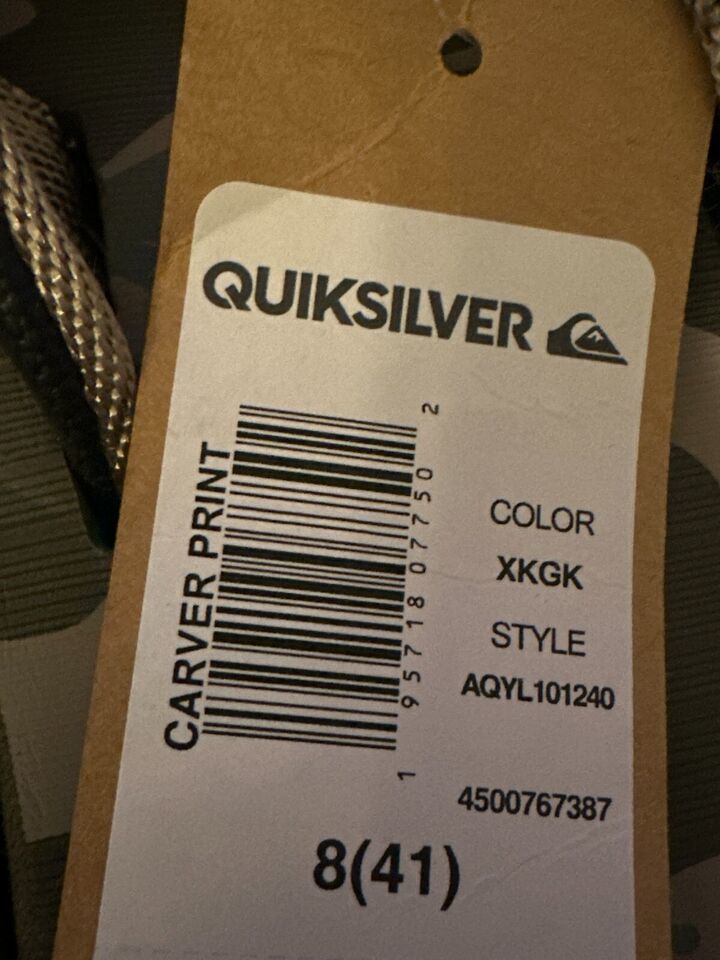 QUIKSILVER
CARVER PRINT
1 95718 07750 2
COLOR
XKGK
STYLE
AQYL101240
4500767387
8(41)